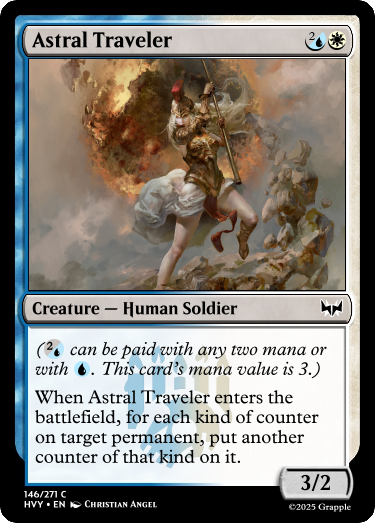 Astral Traveler 2
Creature — Human Soldier
(2 can be paid with any two mana or
with . This card's mana value is 3.)
When Astral Traveler enters the
battlefield, for each kind of counter
on target permanent, put another
counter of that kind on it.
3/2
146/271 C
HVY • EN Christian Angel
©2025 Grapple